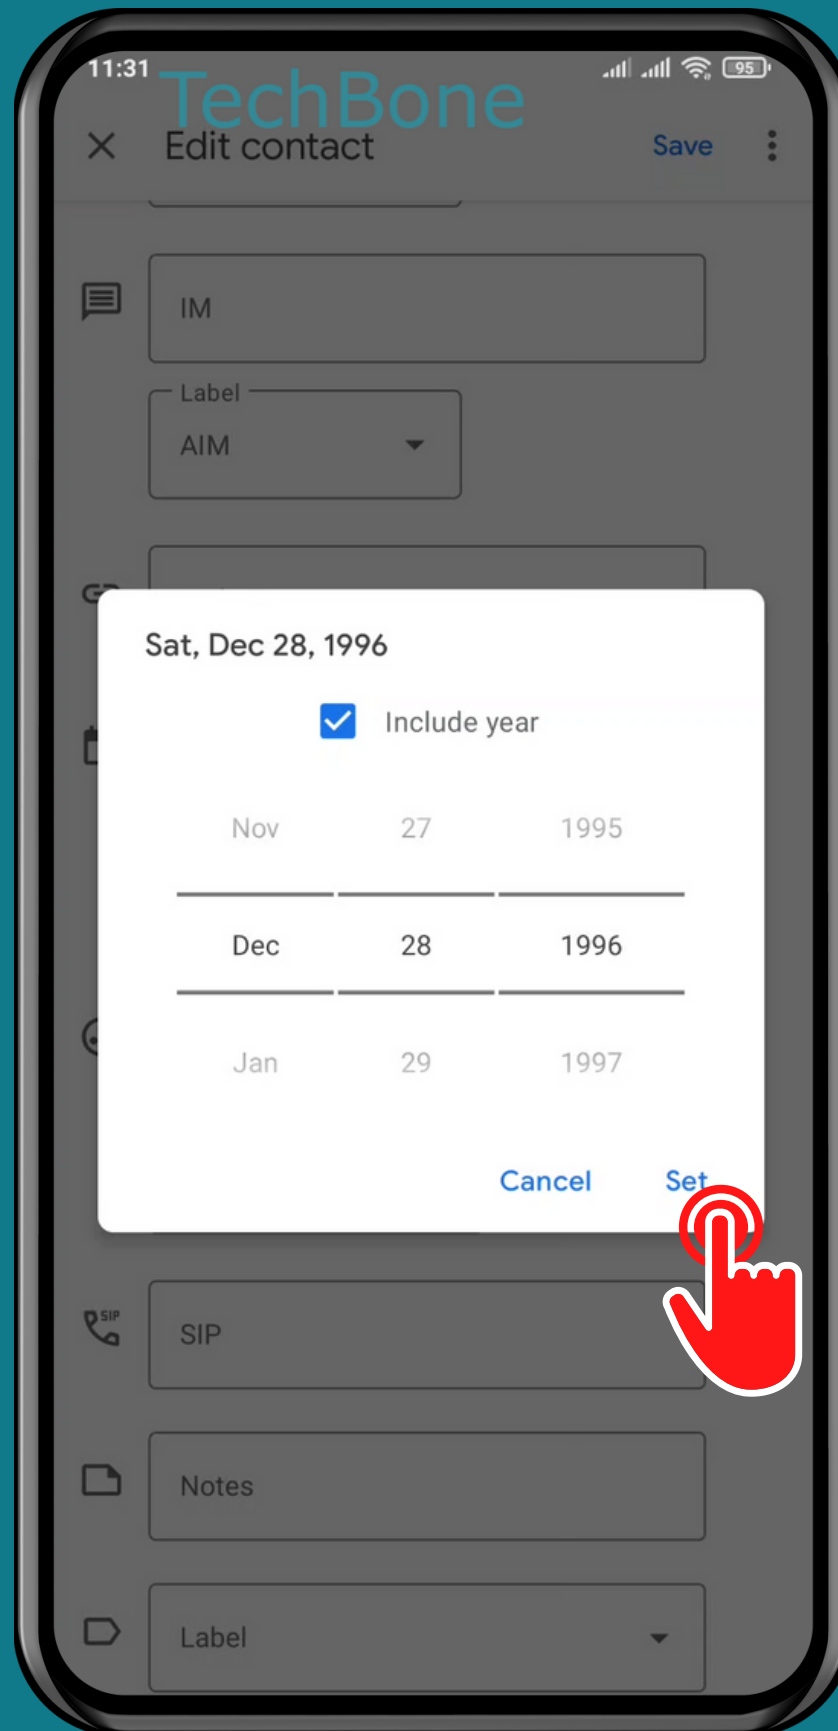 11:31
95
TechBone
Edit contact
Save
IM
Label
AIM
Sat, Dec 28, 1996
Include year
Nov 27 1995
Dec 28 1996
Jan 29 1997
Cancel Set
SIP
SIP
Notes
Label